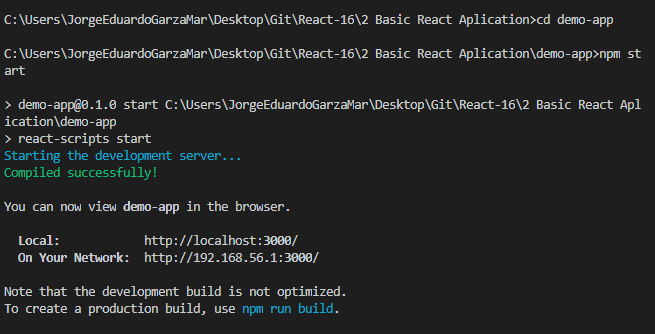 C:\Users\JorgeEduardoGarzaMar\Desktop\Git\React-16\2 Basic React Aplication>cd demo-app
C:\Users\JorgeEduardoGarzaMar\Desktop\Git\React-16\2 Basic React Aplication\demo-app>npm st
art
> demo-app@0.1.0 start C:\Users\JorgeEduardoGarzaMar\Desktop\Git\React-16\2 Basic React Apl
ication\demo-app
> react-scripts start
Starting the development server...
Compiled successfully!
You can now view demo-app in the browser.
Local: http://localhost:3000/
On Your Network: http://192.168.56.1:3000/
Note that the development build is not optimized.
To create a production build, use npm run build.